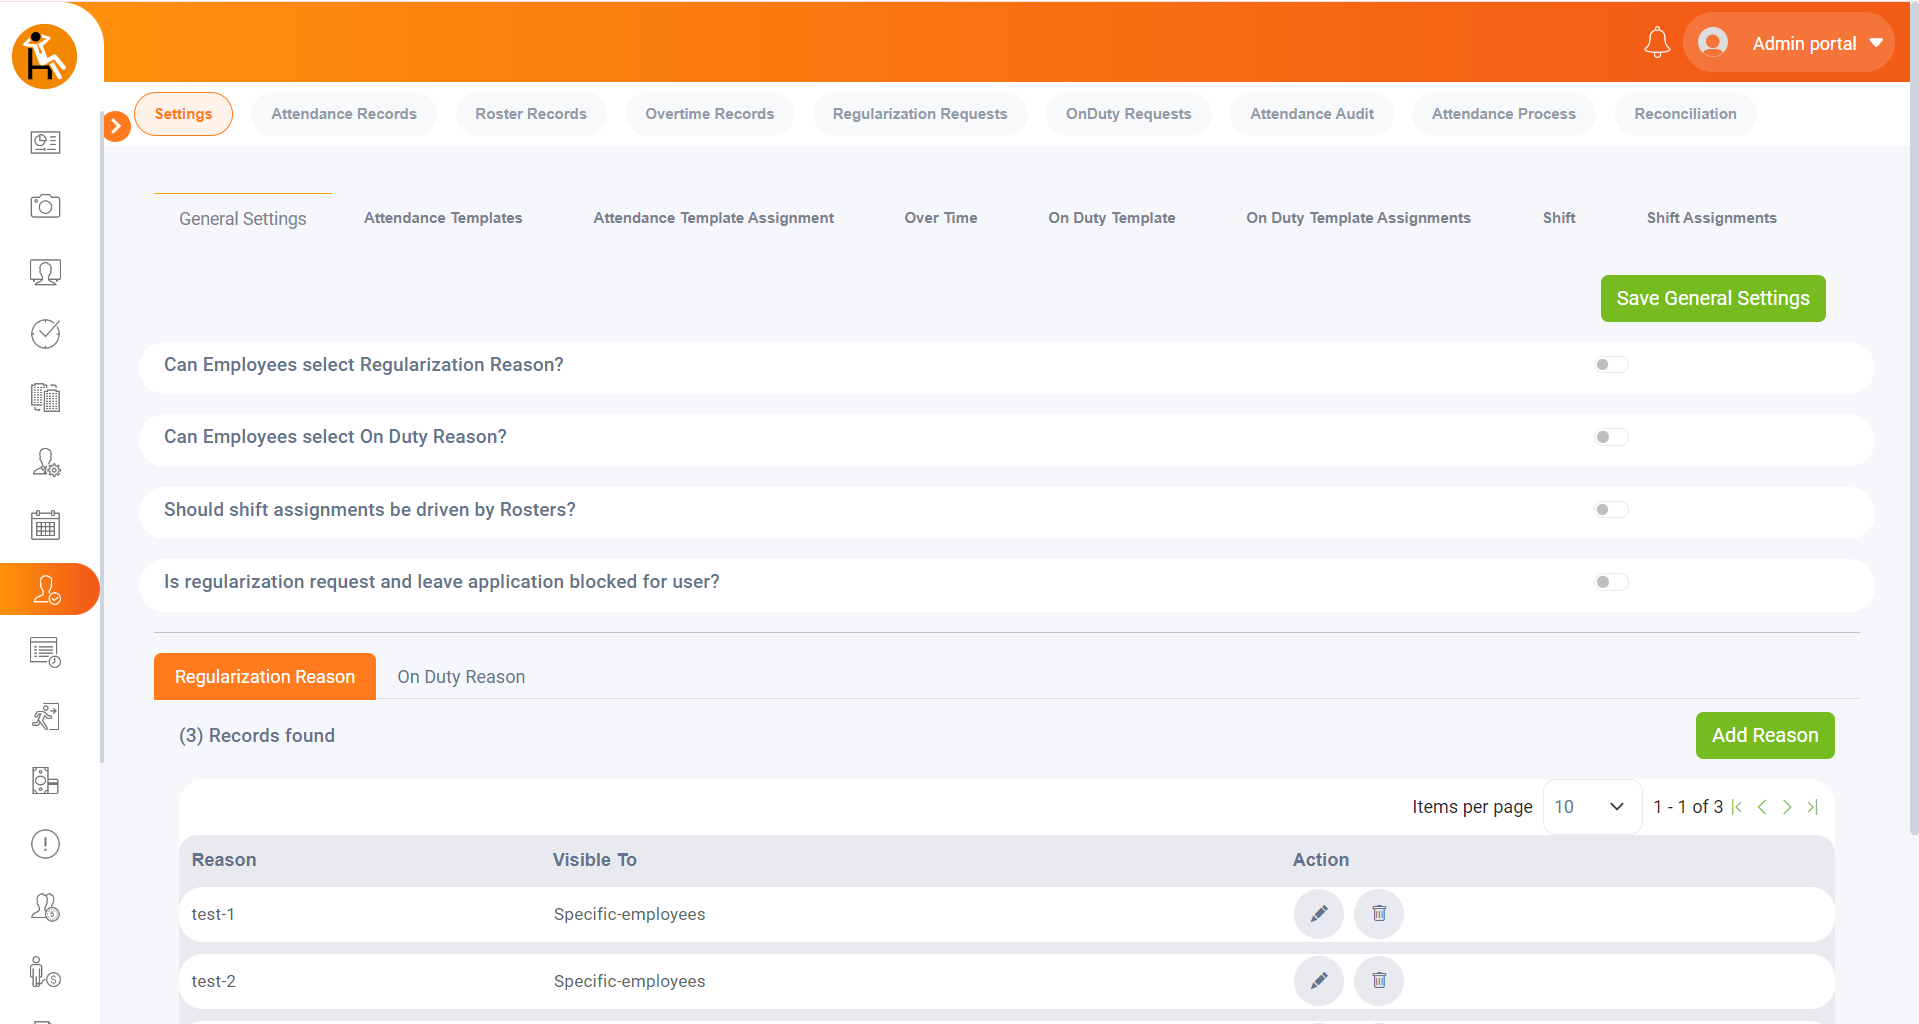 Admin portal
Settings Attendance Records Roster Records Overtime Records Regularization Requests OnDuty Requests Attendance Audit Attendance Process Reconciliation
General Settings Attendance Templates Attendance Template Assignment Over Time On Duty Template On Duty Template Assignments Shift Shift Assignments
Save General Settings
Can Employees select Regularization Reason?
Can Employees select On Duty Reason?
Should shift assignments be driven by Rosters?
Is regularization request and leave application blocked for user?
Regularization Reason On Duty Reason
(3) Records found Add Reason
Items per page 10 1 - 1 of 3
Reason Visible To Action
test-1 Specific-employees
test-2 Specific-employees